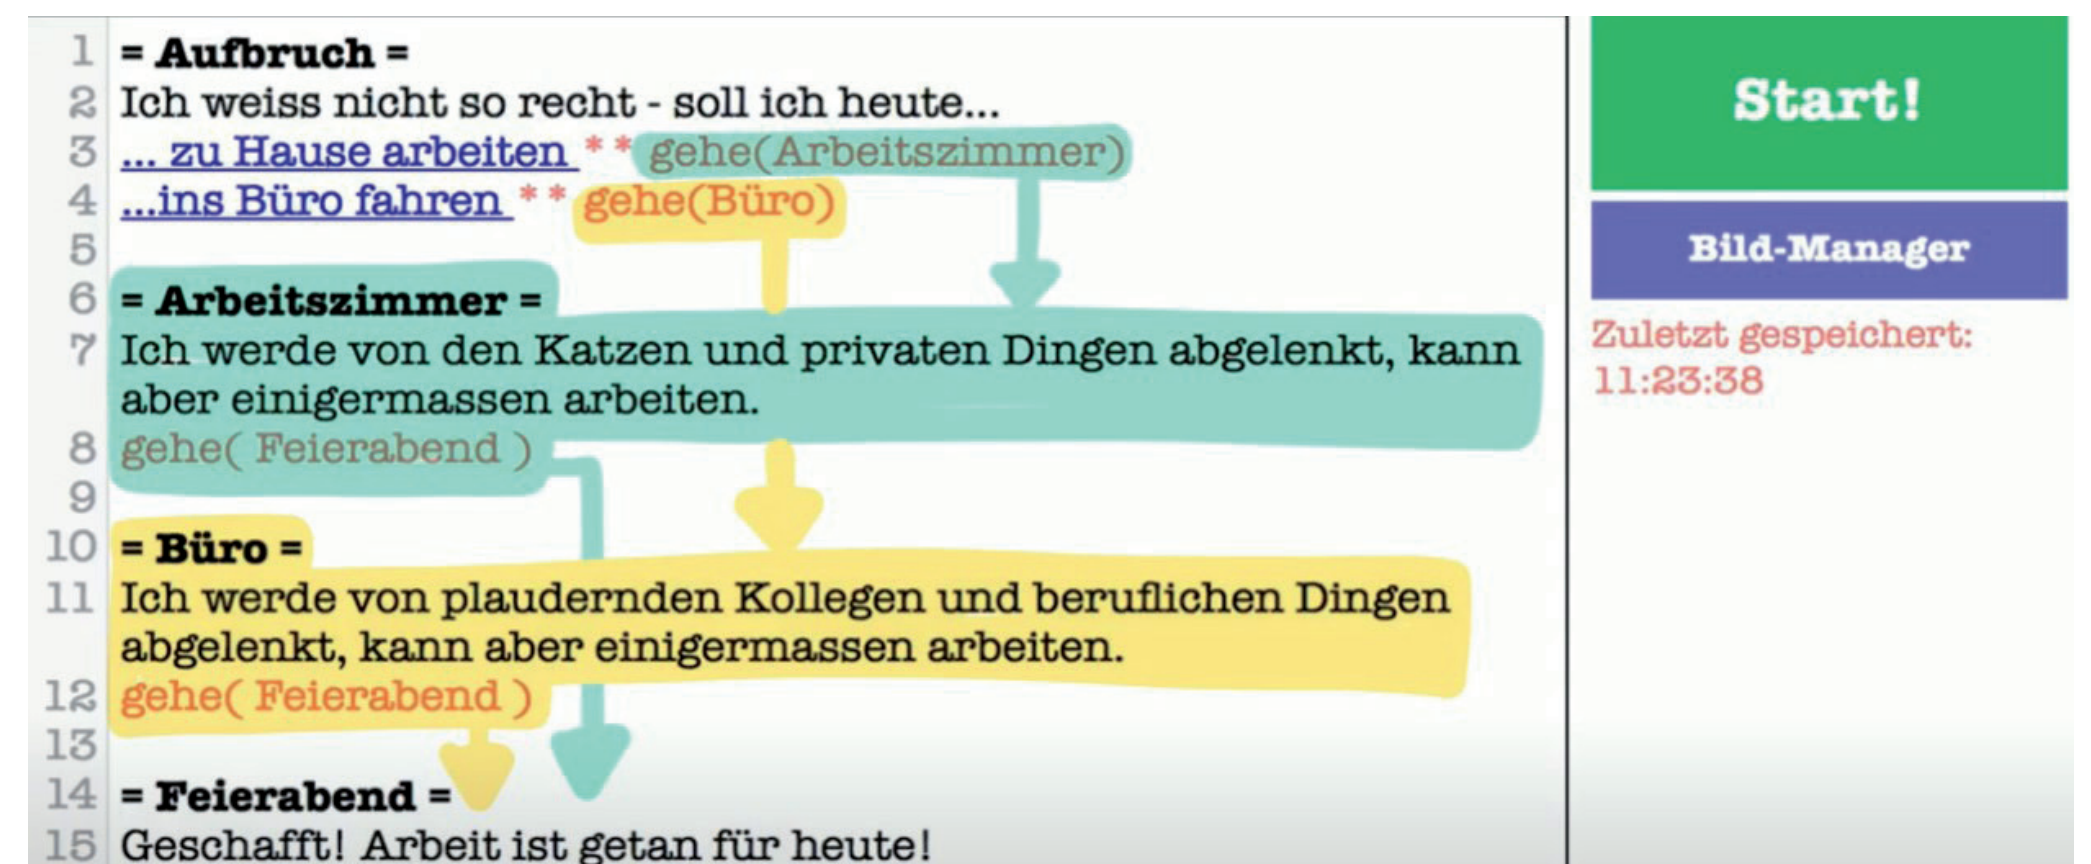 1 = Aufbruch =
2 Ich weiss nicht so recht - soll ich heute...
3 ... zu Hause arbeiten ** gehe(Arbeitszimmer)
4 ...ins Büro fahren ** gehe(Büro)
5
6 = Arbeitszimmer =
7 Ich werde von den Katzen und privaten Dingen abgelenkt, kann
aber einigermassen arbeiten.
8 gehe( Feierabend )
9
10 = Büro =
11 Ich werde von plaudernden Kollegen und beruflichen Dingen
abgelenkt, kann aber einigermassen arbeiten.
12 gehe( Feierabend )
13
14 = Feierabend =
15 Geschafft! Arbeit ist getan für heute!
Start!
Bild-Manager
Zuletzt gespeichert:
11:23:38